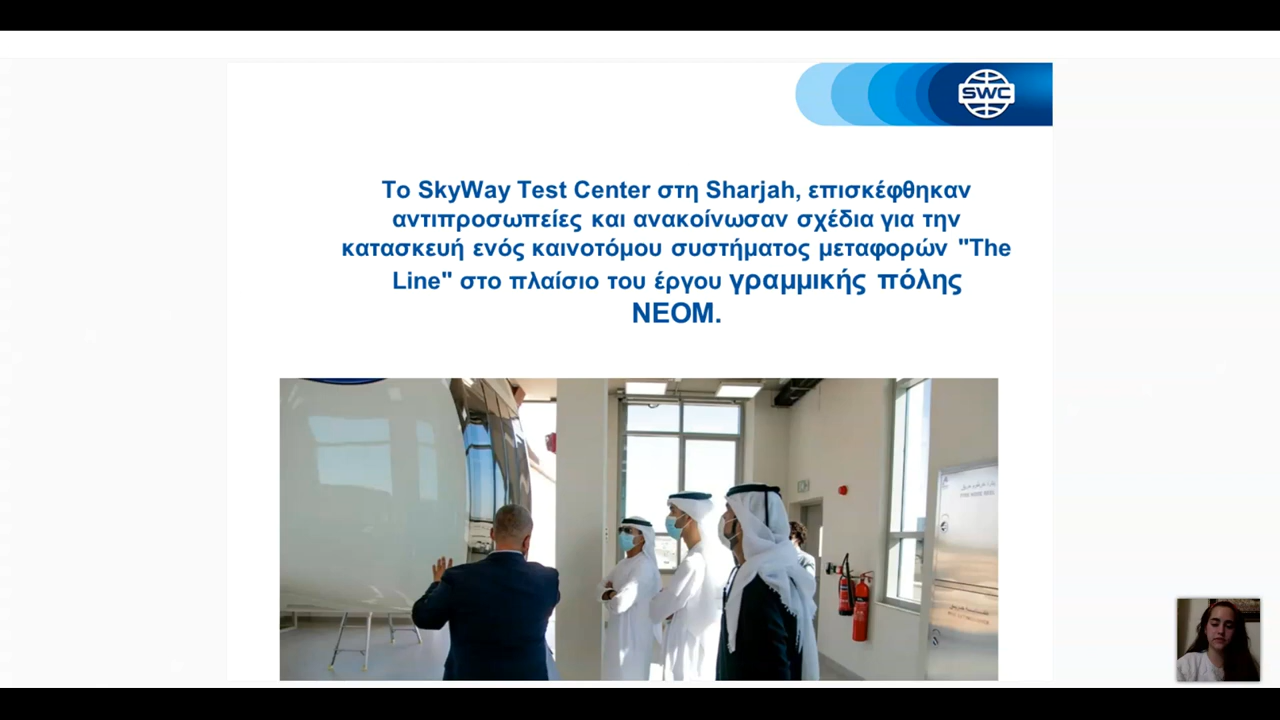 SWC
Το SkyWay Test Center στη Sharjah, επισκέφθηκαν
αντιπροσωπείες και ανακοίνωσαν σχέδια για την
κατασκευή ενός καινοτόμου συστήματος μεταφορών "The
Line" στο πλαίσιο του έργου γραμμικής πόλης
NEOM.